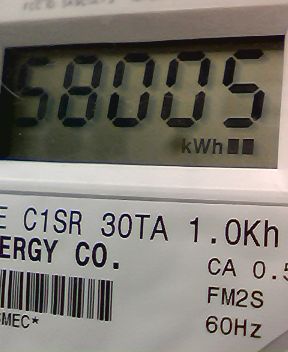 58005
kWh
E C1SR 30TA 1.0Kh
ERGY CO.
CA 0.5
FM2S
MEC*
60Hz